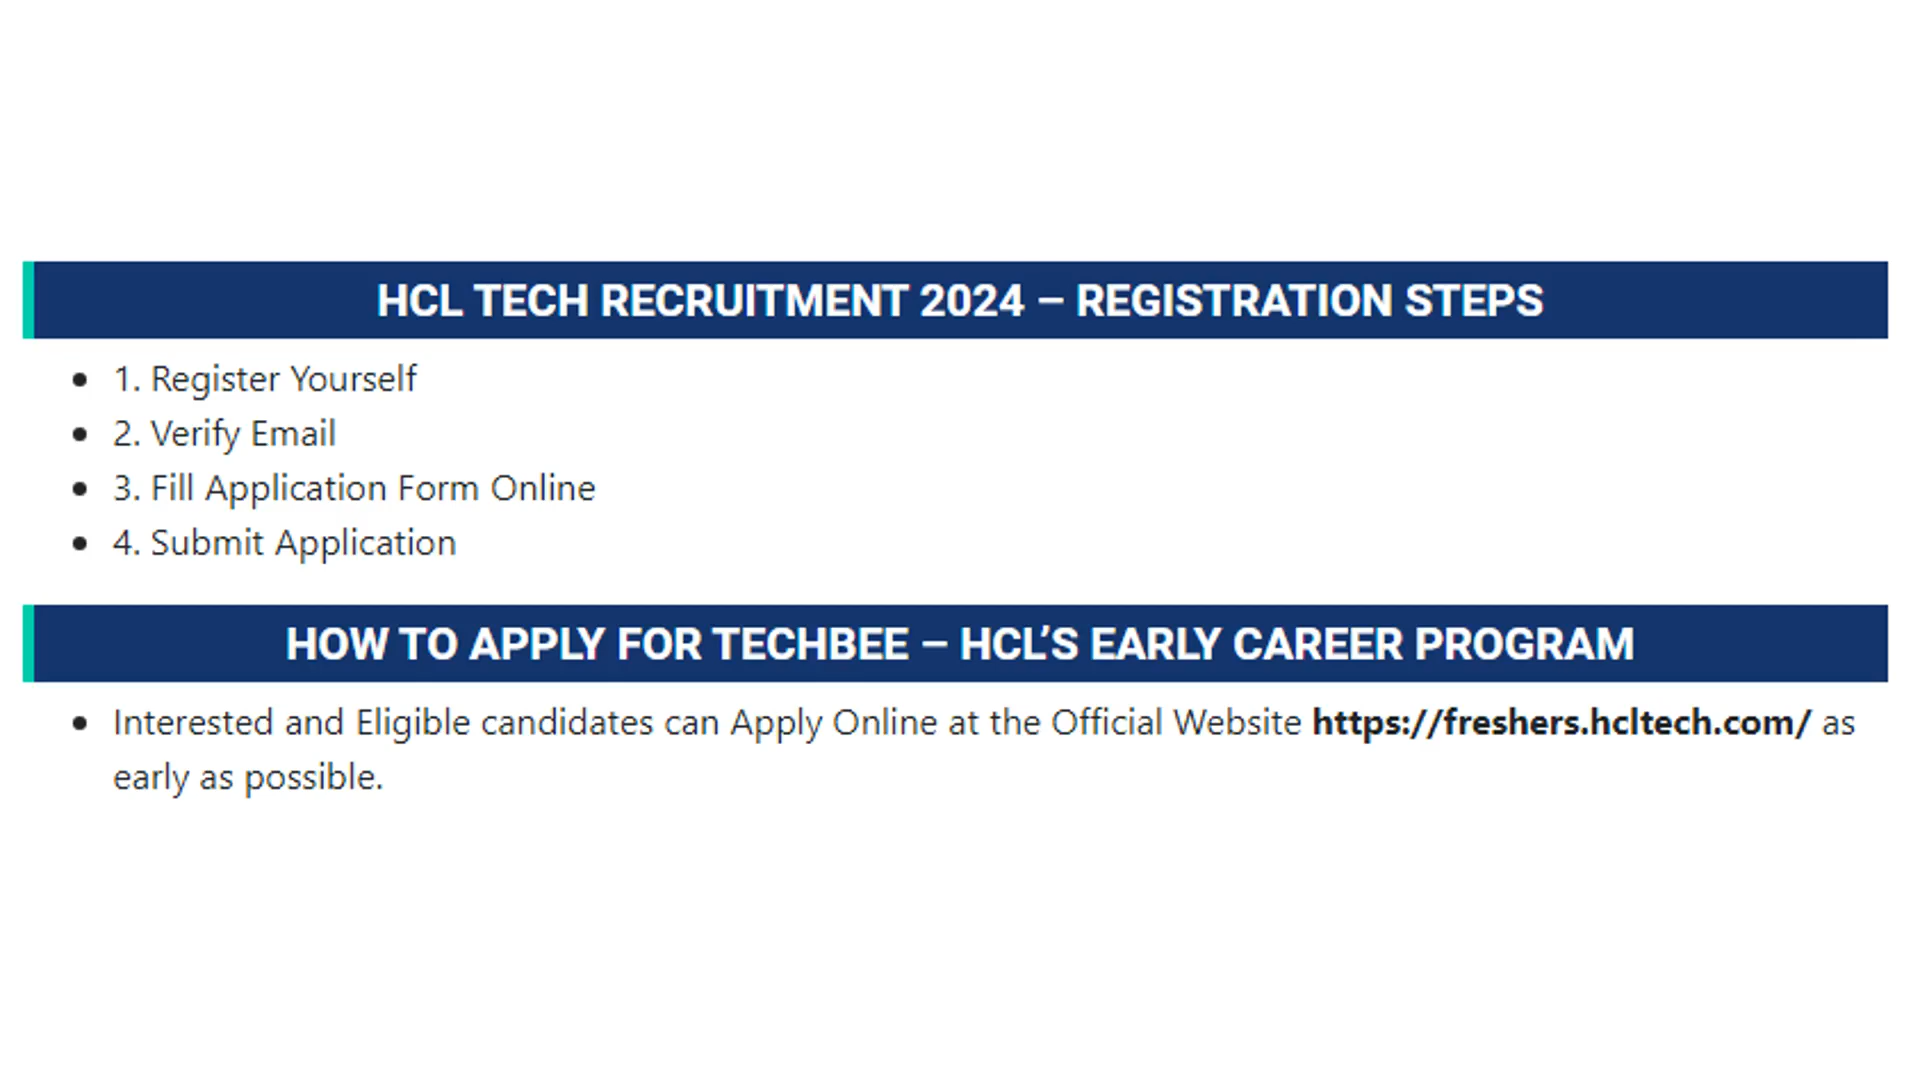 HCL TECH RECRUITMENT 2024 – REGISTRATION STEPS
• 1. Register Yourself
• 2. Verify Email
• 3. Fill Application Form Online
• 4. Submit Application
HOW TO APPLY FOR TECHBEE – HCL’S EARLY CAREER PROGRAM
• Interested and Eligible candidates can Apply Online at the Official Website https://freshers.hcltech.com/ as
early as possible.